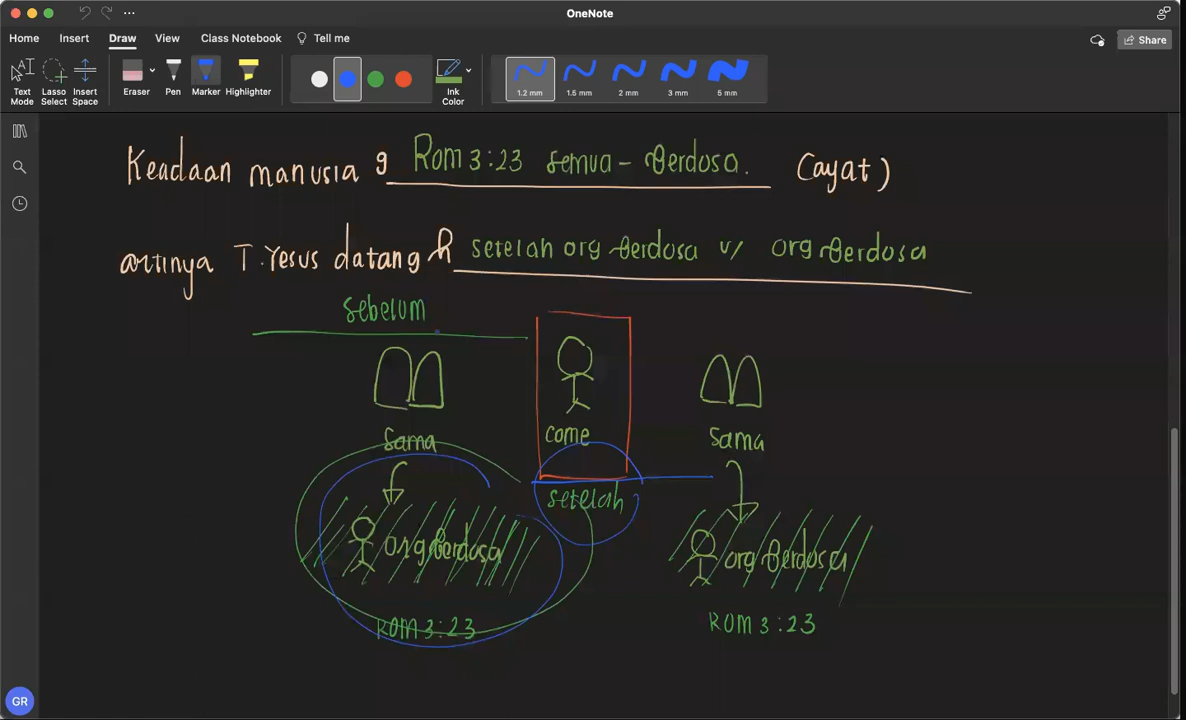 OneNote
Home Insert Draw View Class Notebook Tell me Share
Text Mode Lasso Select Insert Space Eraser Pen Marker Highlighter Ink Color 1.2 mm 1.5 mm 2 mm 3 mm 5 mm
Keadaan manusia g Rom 3:23 semua - Berdosa. (ayat)
artinya T. Yesus datang setelah org Berdosa u/ org Berdosa
sebelum
come
sama sama
setelah
org Berdosa org Berdosa
ROM 3:23 ROM 3:23
GR